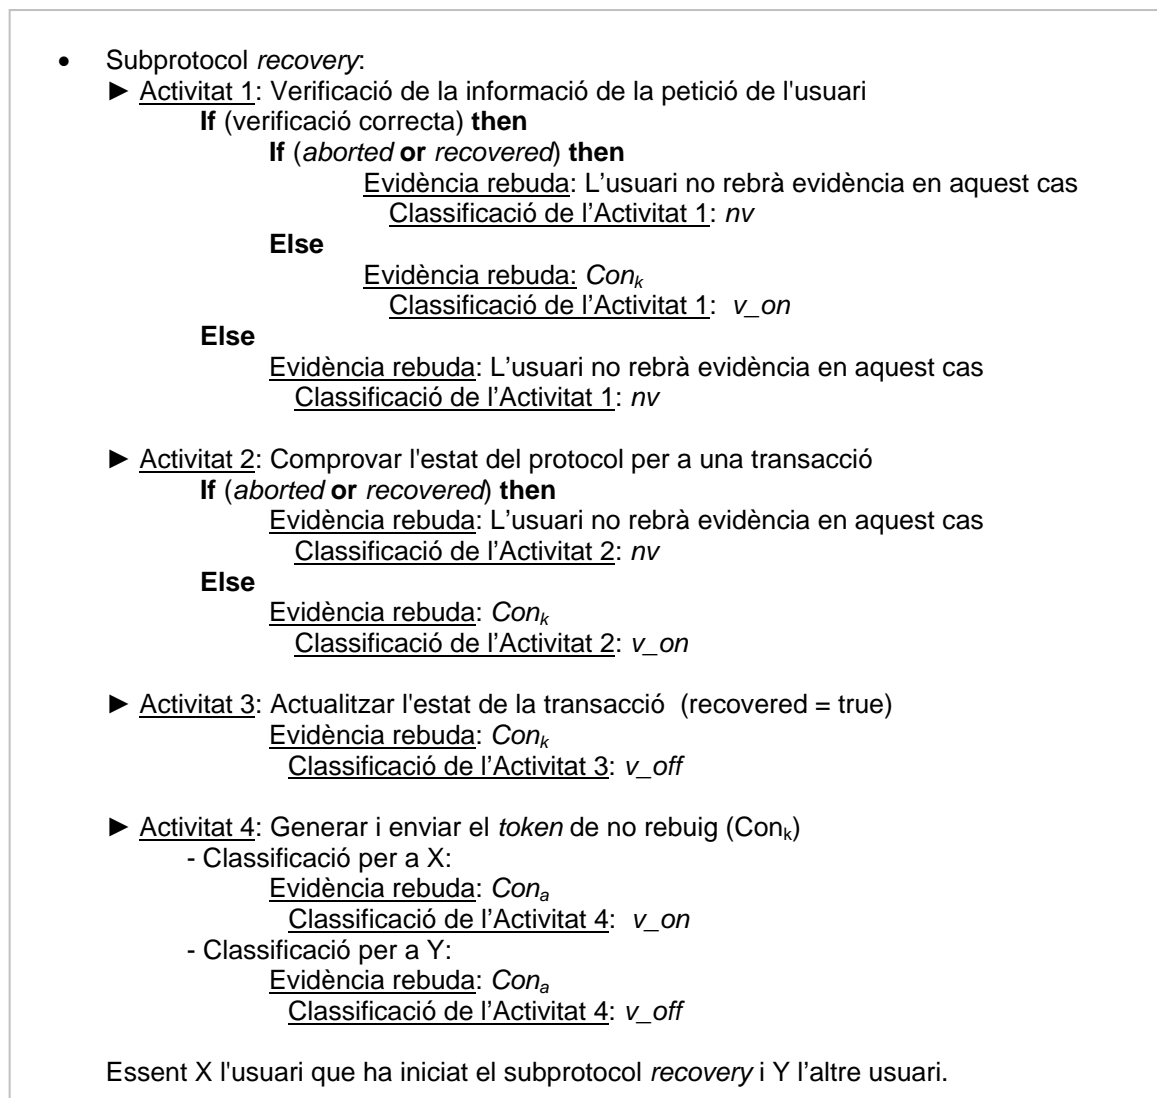 • Subprotocol recovery:
► Activitat 1: Verificació de la informació de la petició de l'usuari
If (verificació correcta) then
If (aborted or recovered) then
Evidència rebuda: L'usuari no rebrà evidència en aquest cas
Classificació de l'Activitat 1: nv
Else
Evidència rebuda: Conk
Classificació de l'Activitat 1: v_on
Else
Evidència rebuda: L'usuari no rebrà evidència en aquest cas
Classificació de l'Activitat 1: nv
► Activitat 2: Comprovar l'estat del protocol per a una transacció
If (aborted or recovered) then
Evidència rebuda: L'usuari no rebrà evidència en aquest cas
Classificació de l'Activitat 2: nv
Else
Evidència rebuda: Conk
Classificació de l'Activitat 2: v_on
► Activitat 3: Actualitzar l'estat de la transacció (recovered = true)
Evidència rebuda: Conk
Classificació de l'Activitat 3: v_off
► Activitat 4: Generar i enviar el token de no rebuig (Conk)
- Classificació per a X:
Evidència rebuda: Cona
Classificació de l'Activitat 4: v_on
- Classificació per a Y:
Evidència rebuda: Cona
Classificació de l'Activitat 4: v_off
Essent X l'usuari que ha iniciat el subprotocol recovery i Y l'altre usuari.